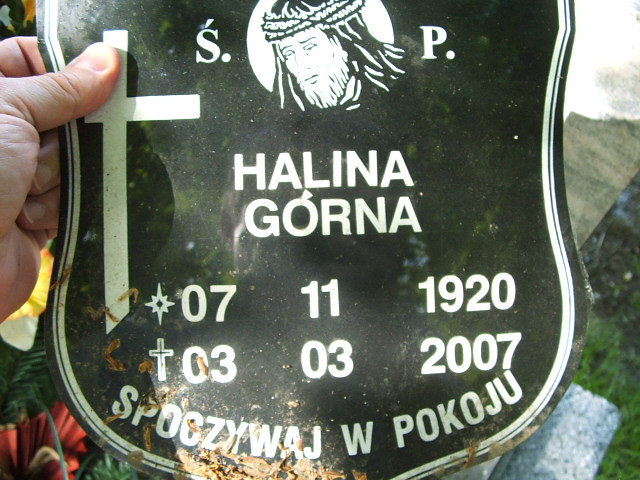 Ś. P.
HALINA
GÓRNA
07 11 1920
03 03 2007
SPOCZYWAJ W POKOJU